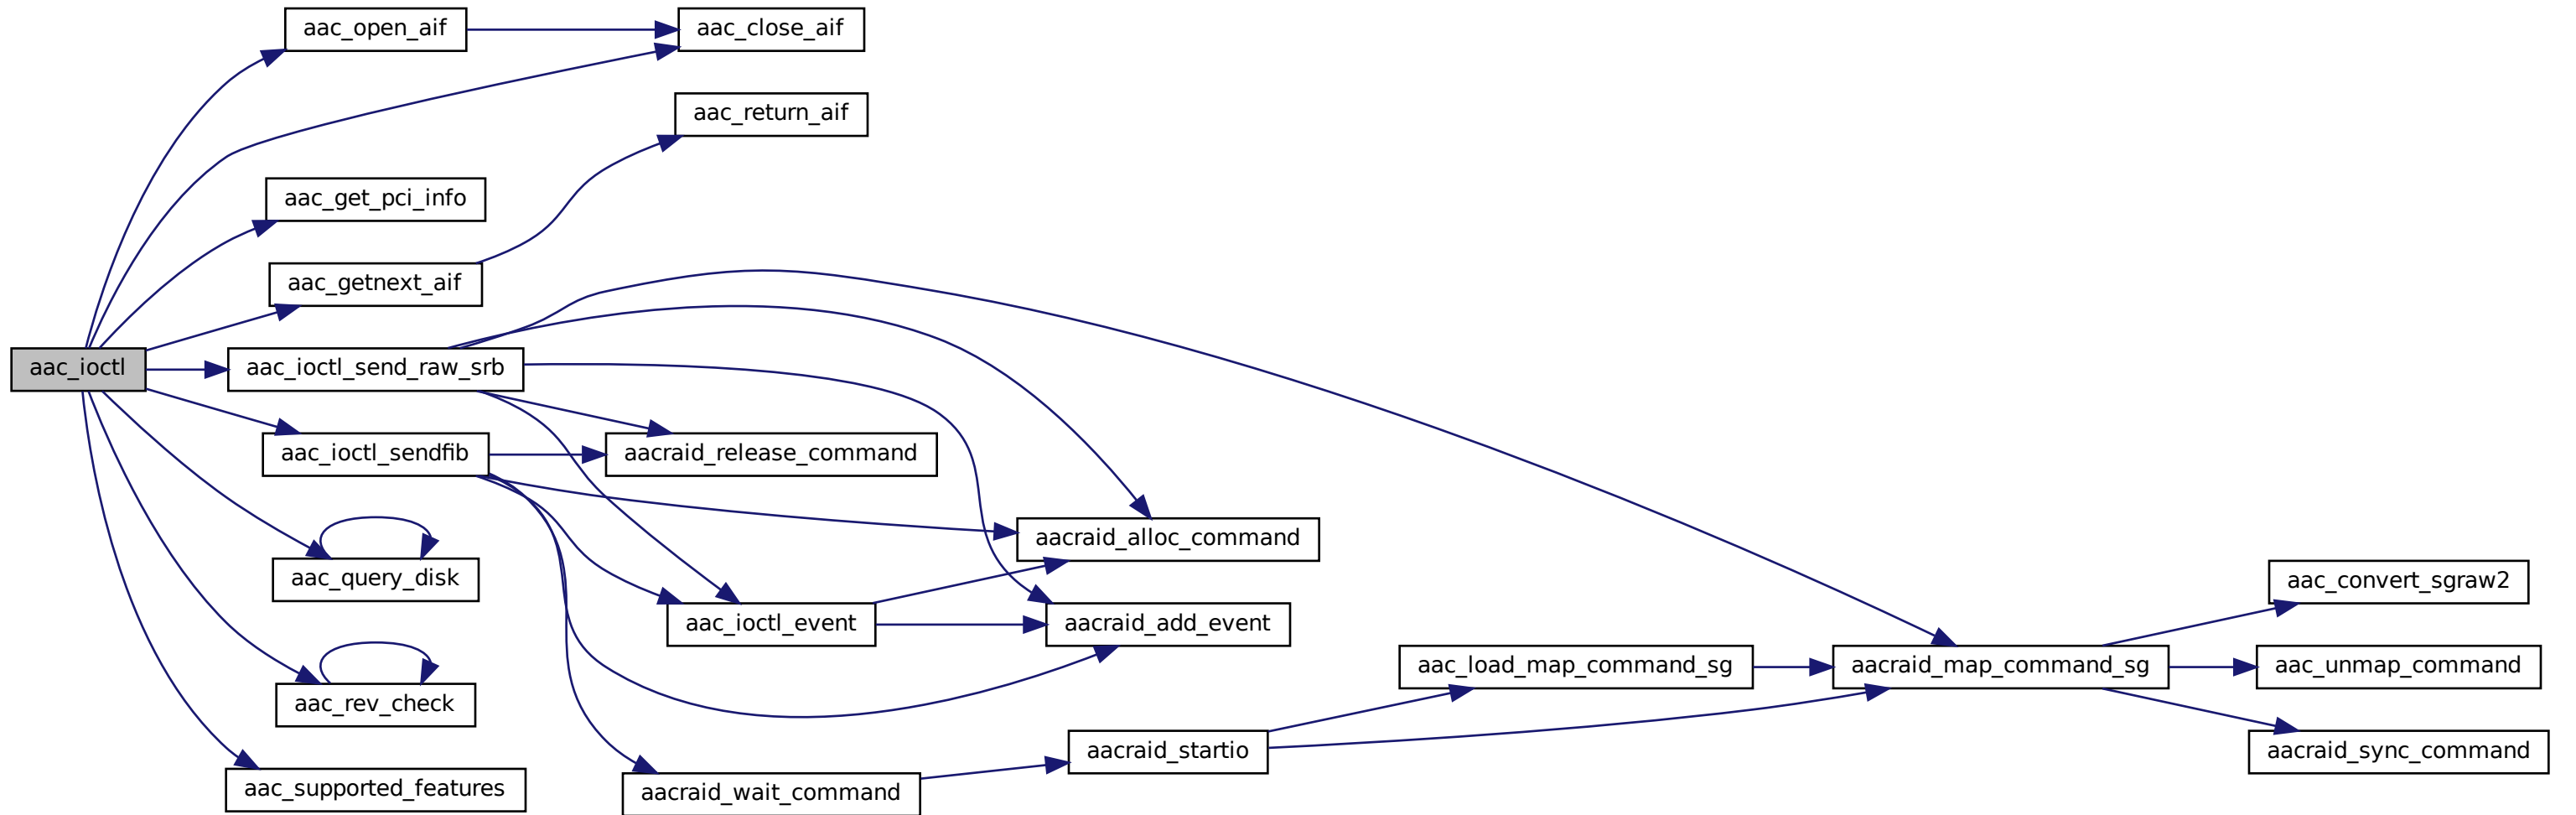 aac_open_aif
aac_close_aif
aac_return_aif
aac_get_pci_info
aac_getnext_aif
aac_ioctl
aac_ioctl_send_raw_srb
aac_ioctl_sendfib
aacraid_release_command
aacraid_alloc_command
aac_query_disk
aac_convert_sgraw2
aac_ioctl_event
aacraid_add_event
aac_load_map_command_sg
aacraid_map_command_sg
aac_unmap_command
aac_rev_check
aacraid_startio
aacraid_sync_command
aac_supported_features
aacraid_wait_command